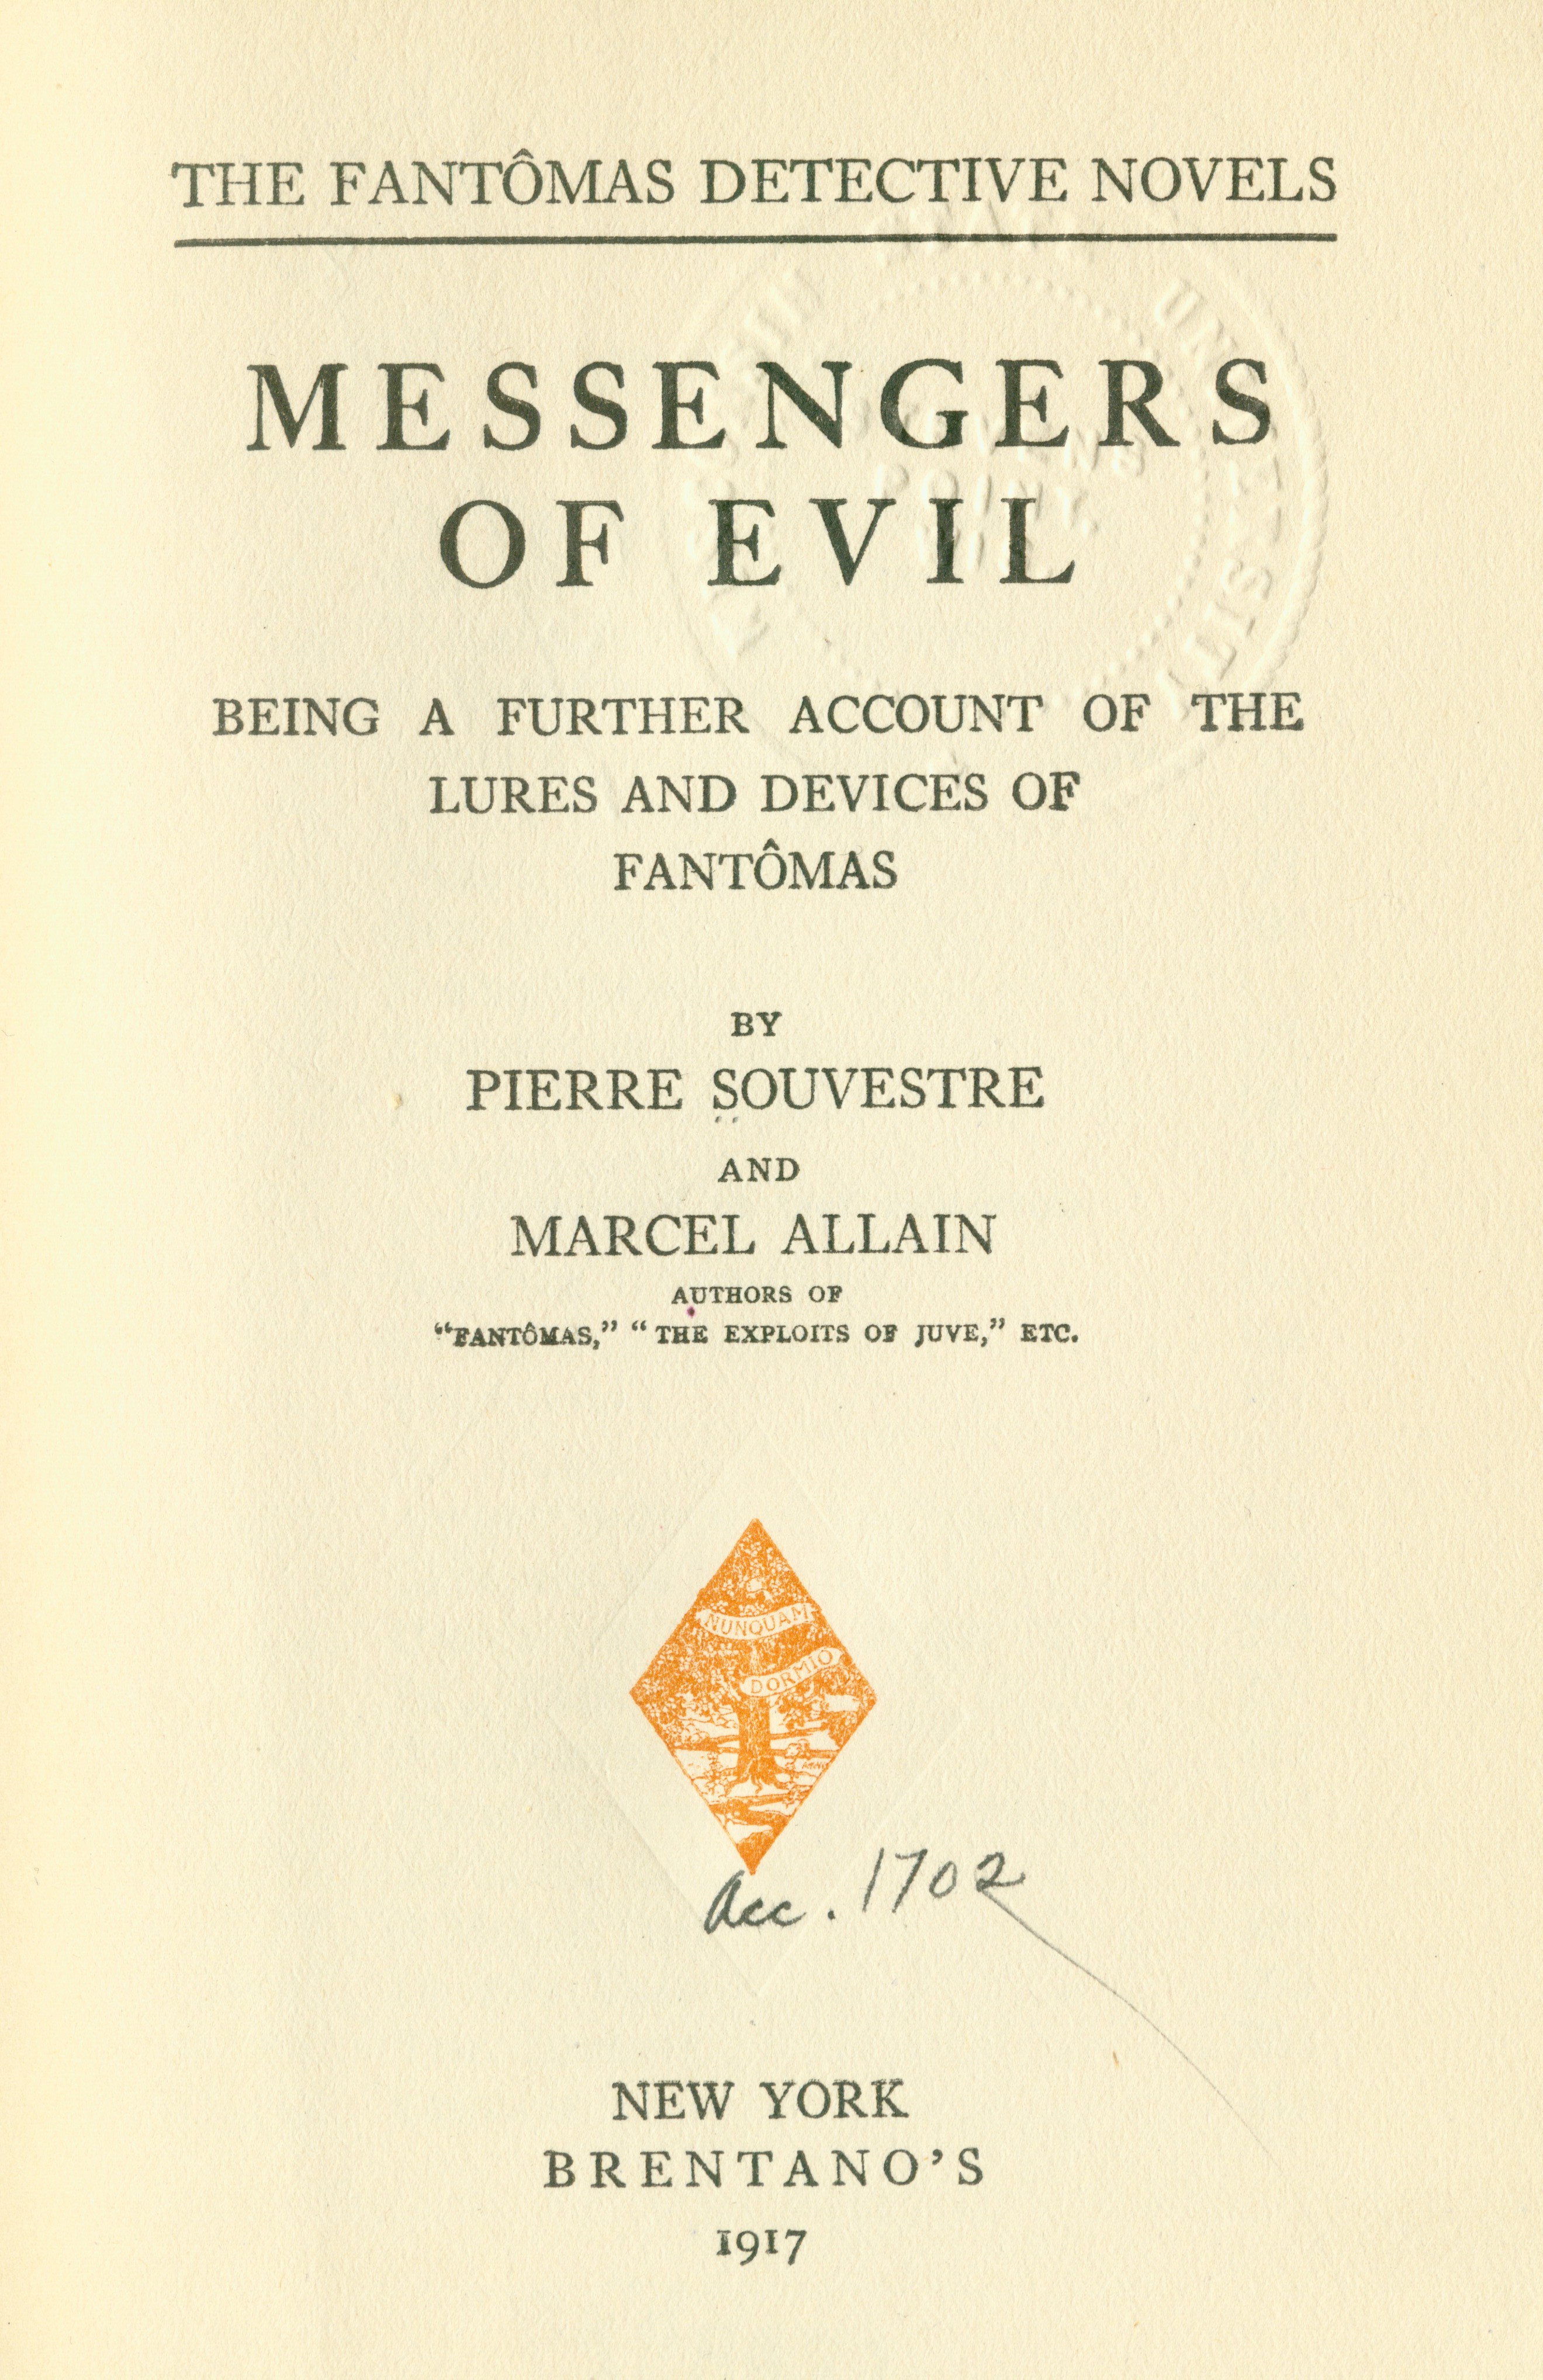 THE FANTÔMAS DETECTIVE NOVELS
MESSENGERS
OF EVIL
BEING A FURTHER ACCOUNT OF THE
LURES AND DEVICES OF
FANTÔMAS
BY
PIERRE SOUVESTRE
AND
MARCEL ALLAIN
AUTHORS OF
“FANTÔMAS,” “THE EXPLOITS OF JUVE,” ETC.
NUNQUAM
DORMIO
Acc. 1702
NEW YORK
BRENTANO’S
1917